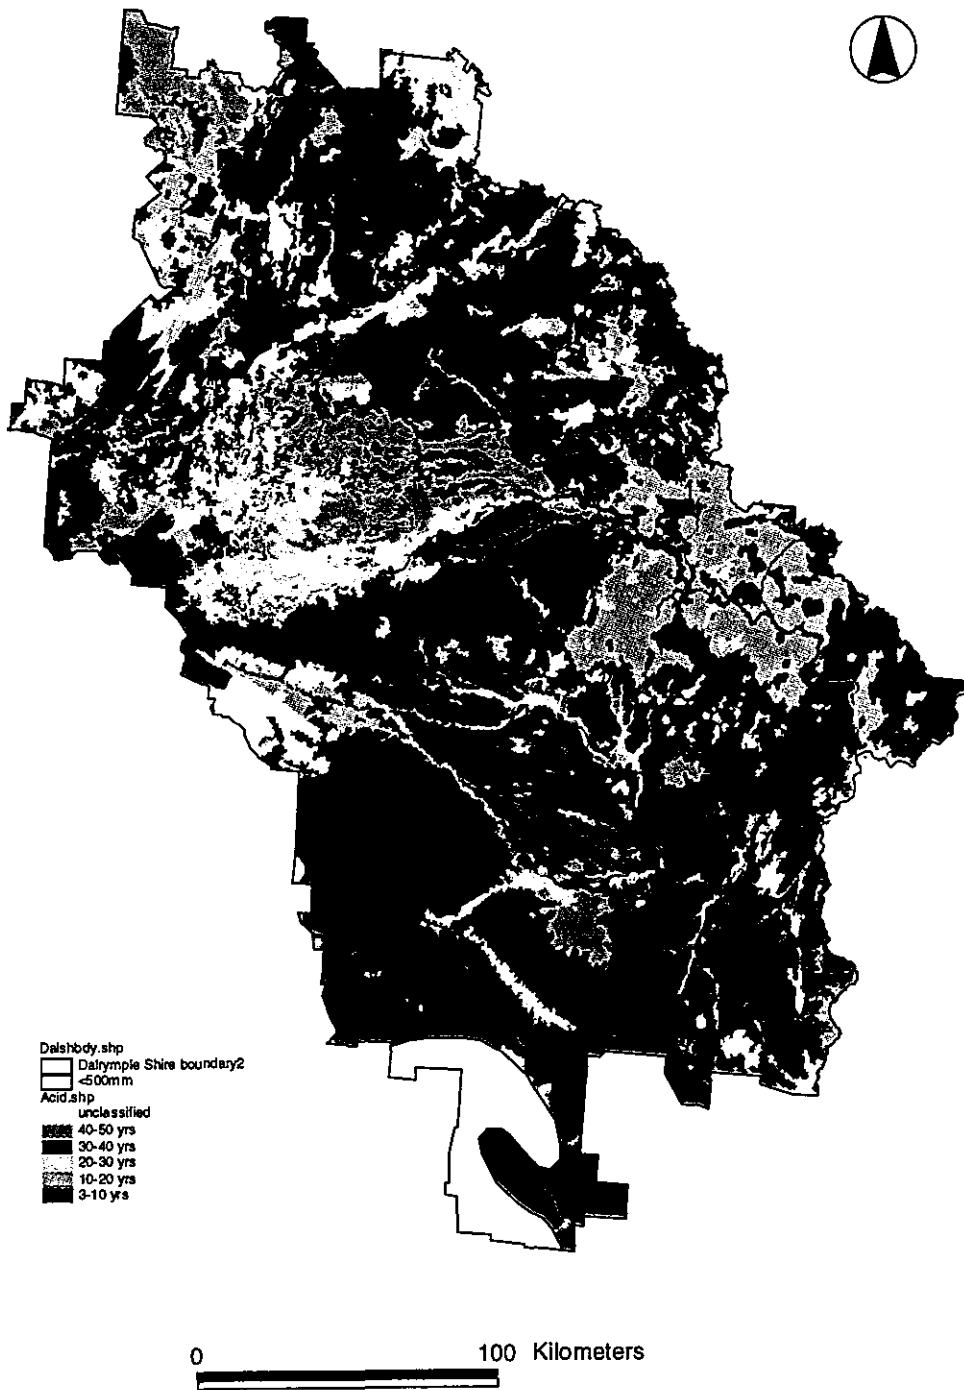 Dalshbdy.shp
Dalrymple Shire boundary2
<500mm
Acid.shp
unclassified
40-50 yrs
30-40 yrs
20-30 yrs
10-20 yrs
3-10 yrs
0 100 Kilometers